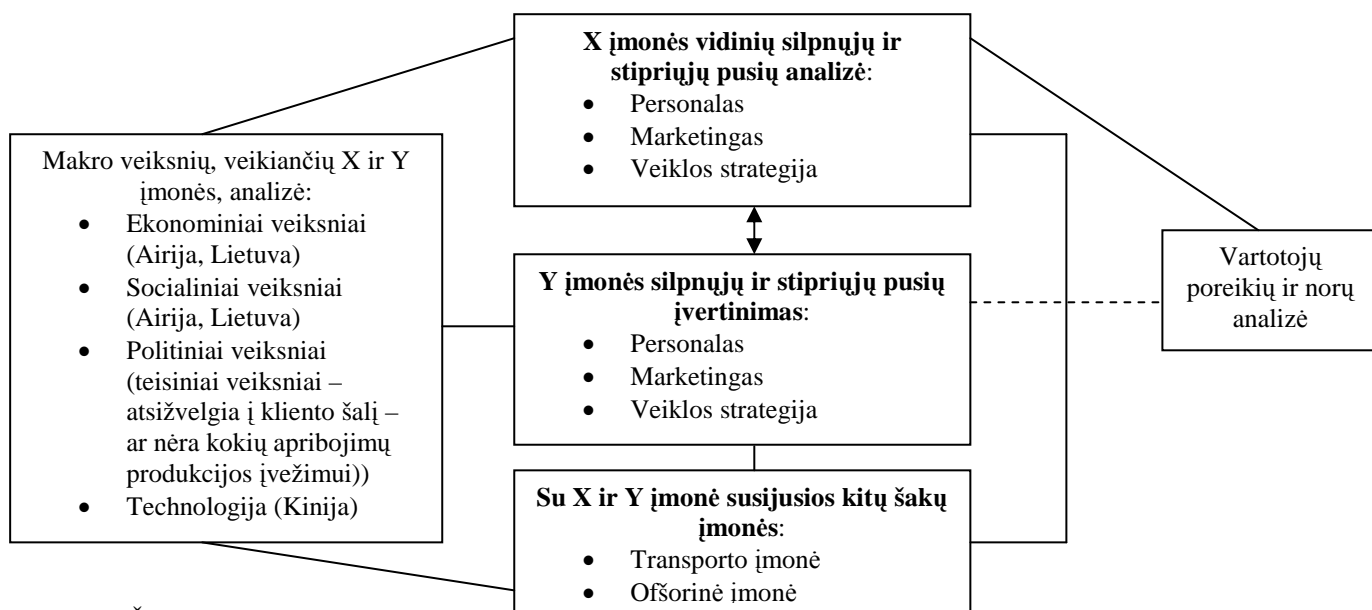 X įmonės vidinių silpnųjų ir
stipriųjų pusių analizė:
• Personalas
• Marketingas
• Veiklos strategija
Makro veiksnių, veikiančių X ir Y
įmonės, analizė:
• Ekonominiai veiksniai
(Airija, Lietuva)
• Socialiniai veiksniai
(Airija, Lietuva)
• Politiniai veiksniai
(teisiniai veiksniai –
atsižvelgia į kliento šalį –
ar nėra kokių apribojimų
produkcijos įvežimui))
• Technologija (Kinija)
Y įmonės silpnųjų ir stipriųjų pusių
įvertinimas:
• Personalas
• Marketingas
• Veiklos strategija
Vartotojų
poreikių ir norų
analizė
Su X ir Y įmonė susijusios kitų šakų
įmonės:
• Transporto įmonė
• Ofšorinė įmonė